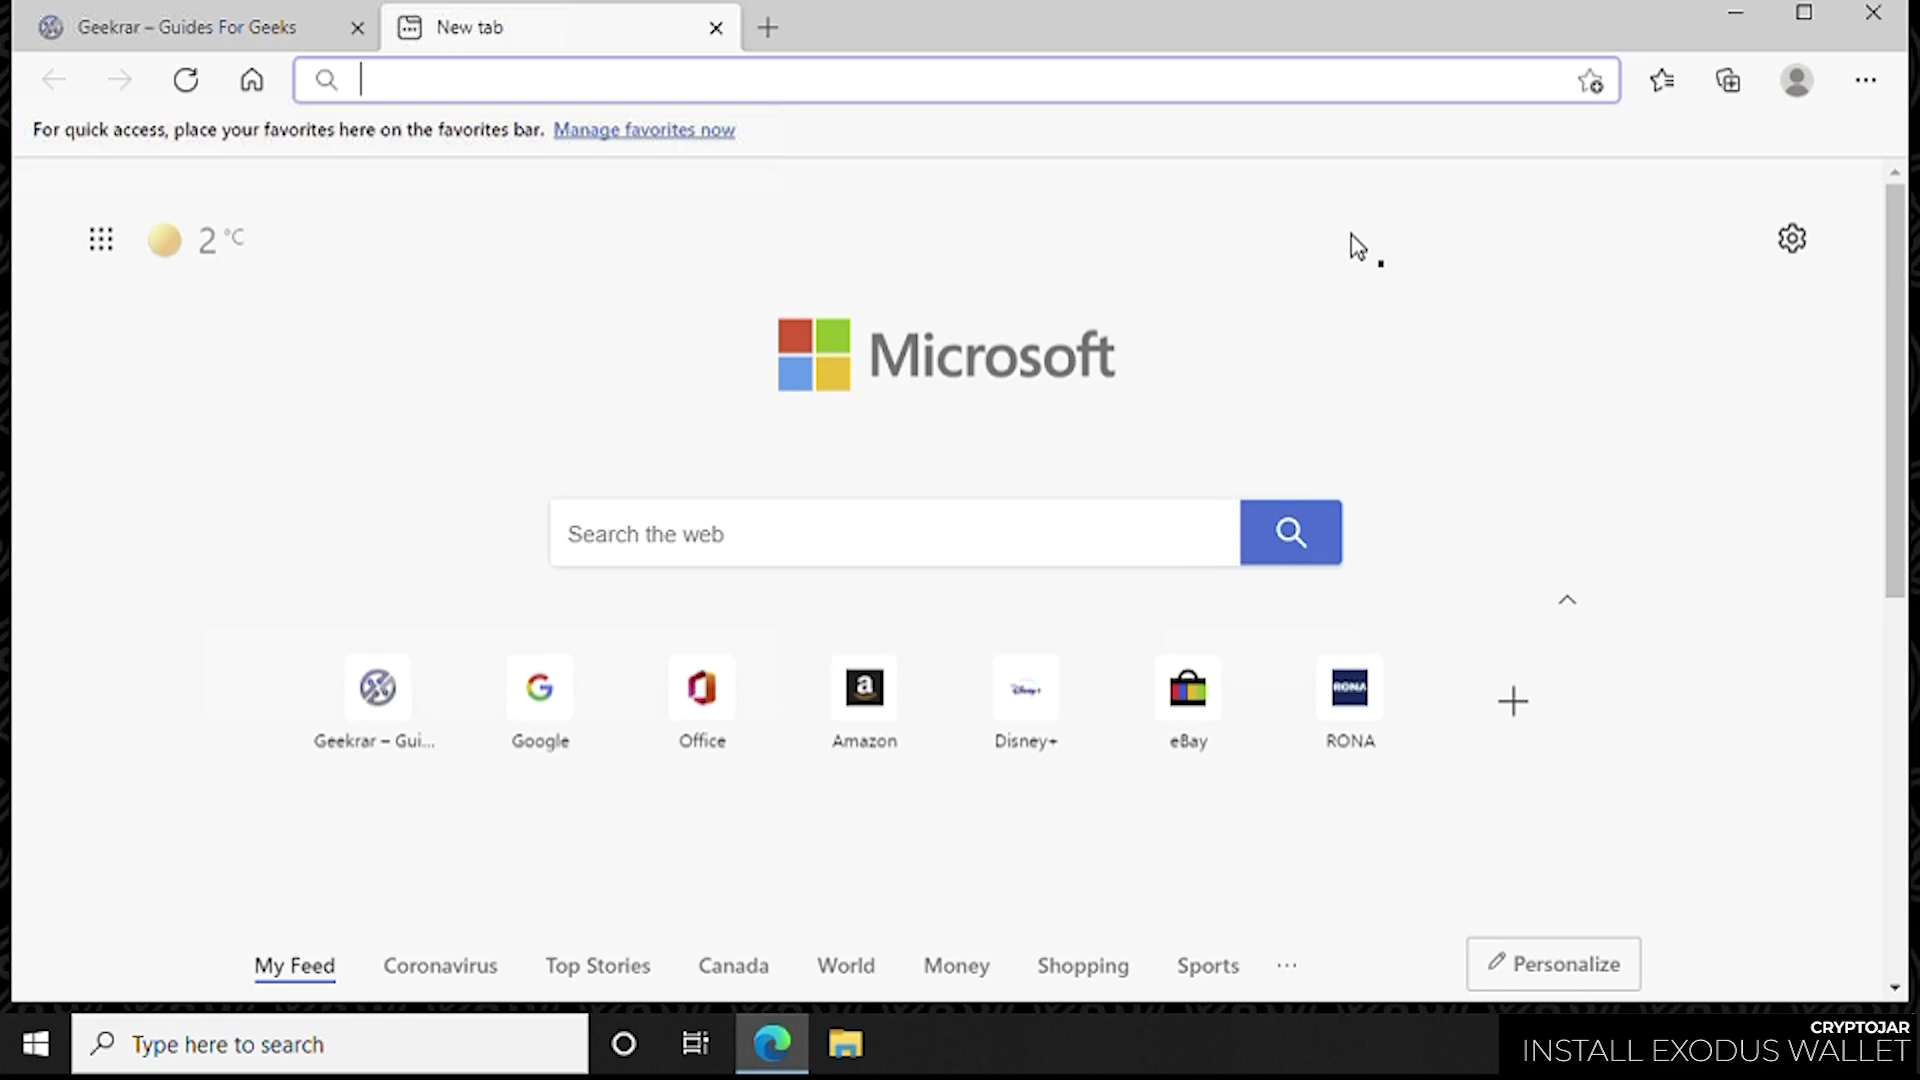 Geekrar – Guides For Geeks
New tab
For quick access, place your favorites here on the favorites bar. Manage favorites now
2 °C
Microsoft
Search the web
a
Disney+
RONA
Geekrar – Gui...
Google
Office
Amazon
Disney+
eBay
RONA
My Feed
Coronavirus
Top Stories
Canada
World
Money
Shopping
Sports
...
Personalize
Type here to search
CRYPTOJAR
INSTALL EXODUS WALLET